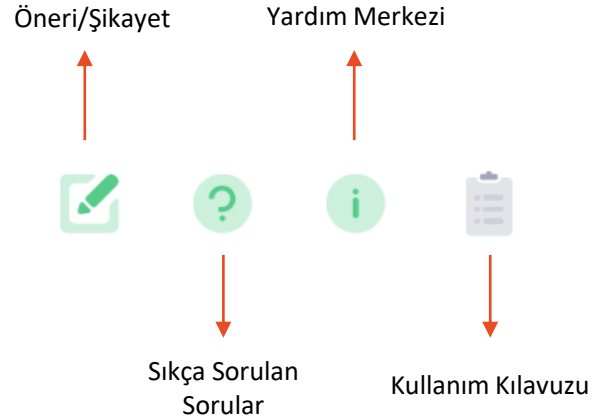 Öneri/Şikayet
Yardım Merkezi
Sıkça Sorulan
Sorular
Kullanım Kılavuzu